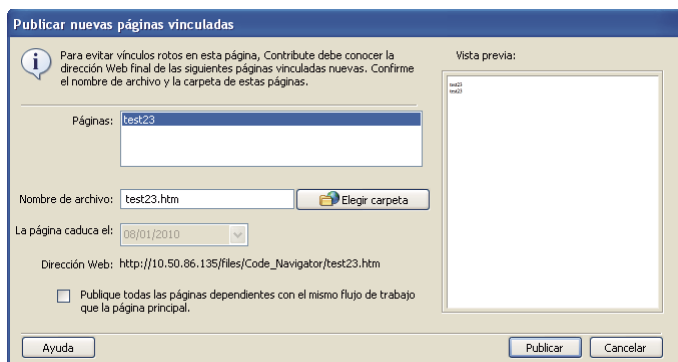 Publicar nuevas páginas vinculadas
Para evitar vínculos rotos en esta página, Contribute debe conocer la
dirección Web final de las siguientes páginas vinculadas nuevas. Confirme
el nombre de archivo y la carpeta de estas páginas.
Vista previa:
test23
test23
Páginas:
test23
Nombre de archivo: test23.htm
Elegir carpeta
La página caduca el: 08/01/2010
Dirección Web: http://10.50.86.135/files/Code_Navigator/test23.htm
Publique todas las páginas dependientes con el mismo flujo de trabajo
que la página principal.
Ayuda
Publicar
Cancelar